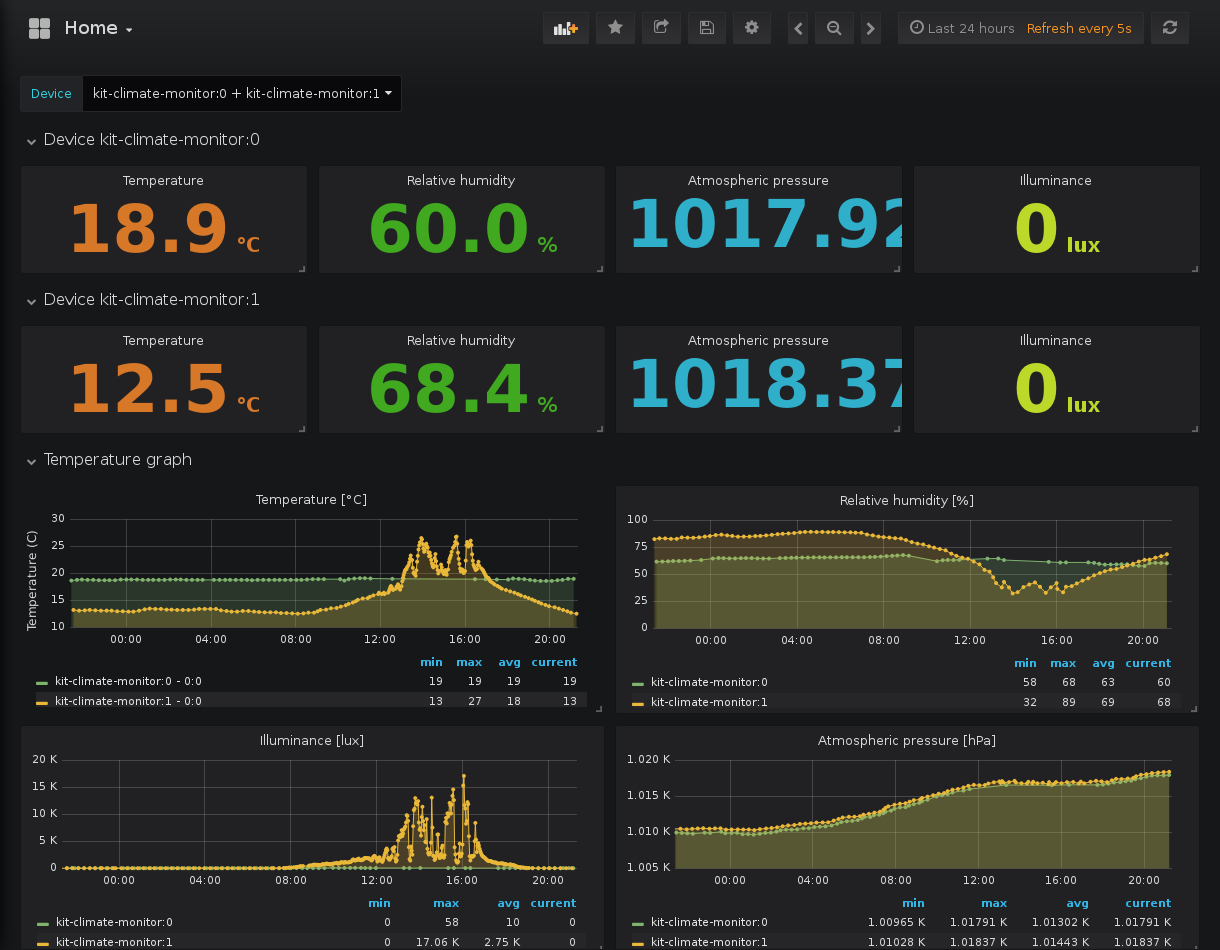 Home
Last 24 hours Refresh every 5s
Device kit-climate-monitor:0 + kit-climate-monitor:1
Device kit-climate-monitor:0
Temperature Relative humidity Atmospheric pressure Illuminance
18.9 °C 60.0 % 1017.92 0 lux
Device kit-climate-monitor:1
Temperature Relative humidity Atmospheric pressure Illuminance
12.5 °C 68.4 % 1018.37 0 lux
Temperature graph
Temperature [°C]
Temperature (C)
30
25
20
15
10
00:00 04:00 08:00 12:00 16:00 20:00
min max avg current
kit-climate-monitor:0 - 0:0 19 19 19 19
kit-climate-monitor:1 - 0:0 13 27 18 13
Relative humidity [%]
100
75
50
25
0
00:00 04:00 08:00 12:00 16:00 20:00
min max avg current
kit-climate-monitor:0 58 68 63 60
kit-climate-monitor:1 32 89 69 68
Illuminance [lux]
20 K
15 K
10 K
5 K
0
00:00 04:00 08:00 12:00 16:00 20:00
min max avg current
kit-climate-monitor:0 0 58 10 0
kit-climate-monitor:1 0 17.06 K 2.75 K 0
Atmospheric pressure [hPa]
1.020 K
1.015 K
1.010 K
1.005 K
00:00 04:00 08:00 12:00 16:00 20:00
min max avg current
kit-climate-monitor:0 1.00965 K 1.01791 K 1.01302 K 1.01791 K
kit-climate-monitor:1 1.01028 K 1.01837 K 1.01443 K 1.01837 K